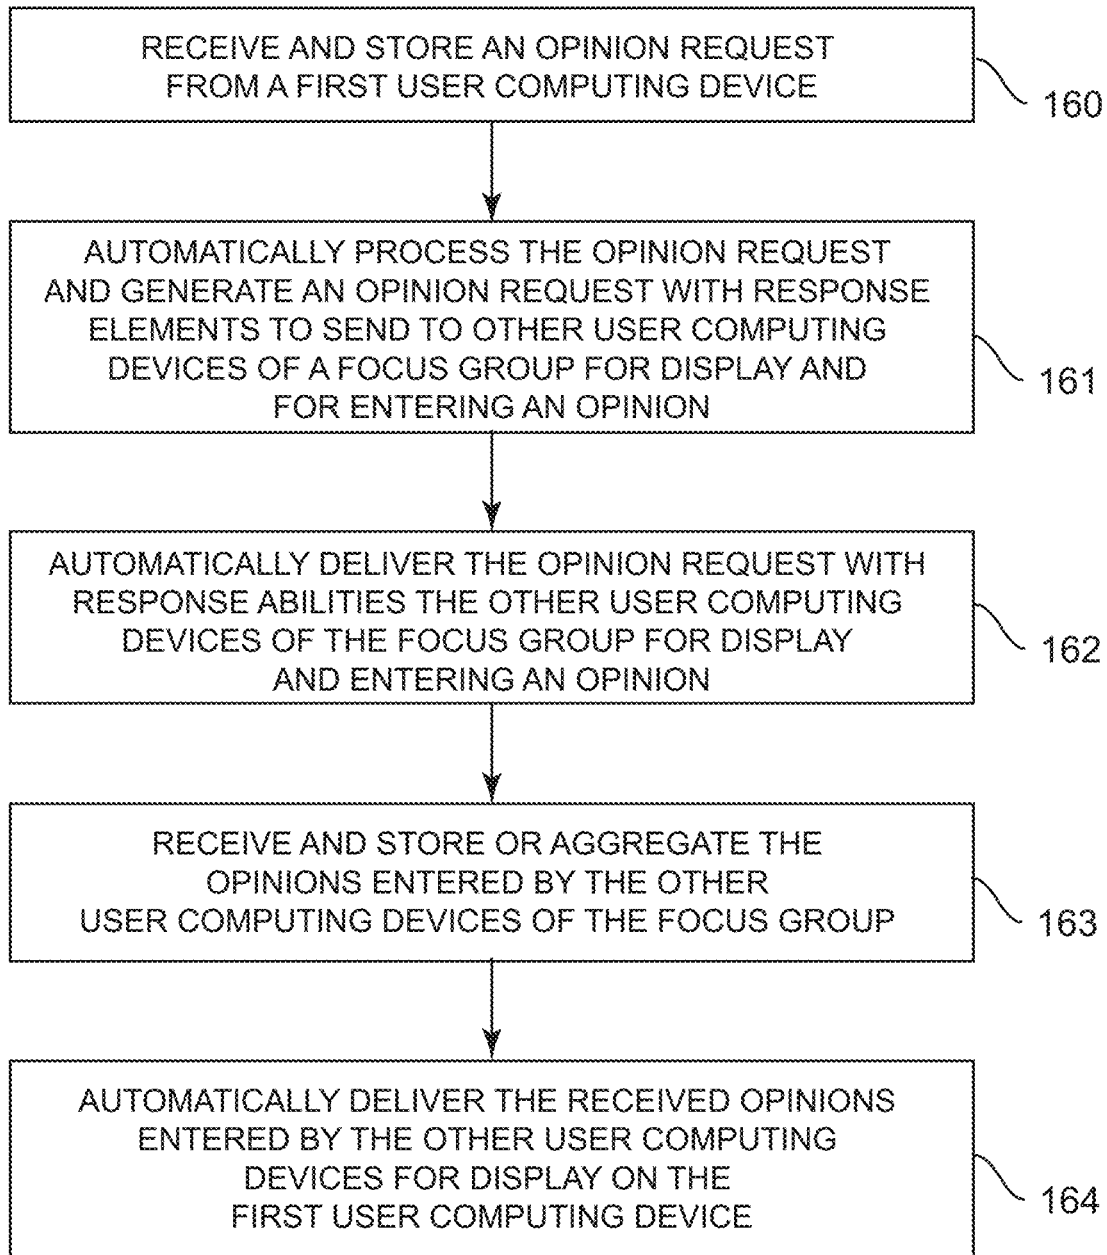 RECEIVE AND STORE AN OPINION REQUEST
FROM A FIRST USER COMPUTING DEVICE
160
AUTOMATICALLY PROCESS THE OPINION REQUEST
AND GENERATE AN OPINION REQUEST WITH RESPONSE
ELEMENTS TO SEND TO OTHER USER COMPUTING
DEVICES OF A FOCUS GROUP FOR DISPLAY AND
FOR ENTERING AN OPINION
161
AUTOMATICALLY DELIVER THE OPINION REQUEST WITH
RESPONSE ABILITIES THE OTHER USER COMPUTING
DEVICES OF THE FOCUS GROUP FOR DISPLAY
AND ENTERING AN OPINION
162
RECEIVE AND STORE OR AGGREGATE THE
OPINIONS ENTERED BY THE OTHER
USER COMPUTING DEVICES OF THE FOCUS GROUP
163
AUTOMATICALLY DELIVER THE RECEIVED OPINIONS
ENTERED BY THE OTHER USER COMPUTING
DEVICES FOR DISPLAY ON THE
FIRST USER COMPUTING DEVICE
164